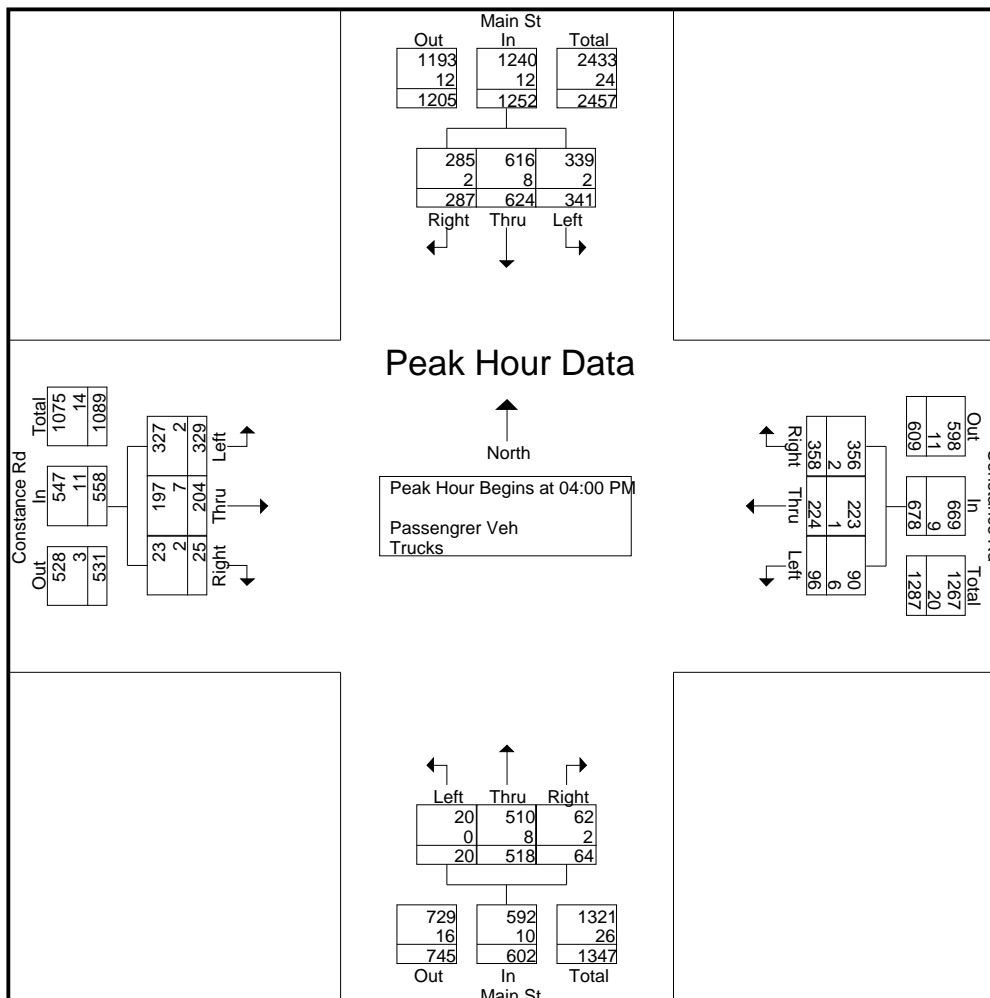 Main St
Out In Total
1193 1240 2433
12 12 24
1205 1252 2457
285 616 339
2 8 2
287 624 341
Right Thru Left
Peak Hour Data
North
Peak Hour Begins at 04:00 PM
Passengrer Veh
Trucks
Constance Rd
Out In Total
528 547 1075
3 11 14
531 558 1089
Right Thru Left
23 197 327
2 7 2
25 204 329
Out In Total
598 669 1267
11 9 20
609 678 1287
356 223 90
2 1 6
358 224 96
Right Thru Left
Left Thru Right
20 510 62
0 8 2
20 518 64
729 592 1321
16 10 26
745 602 1347
Out In Total
Main St